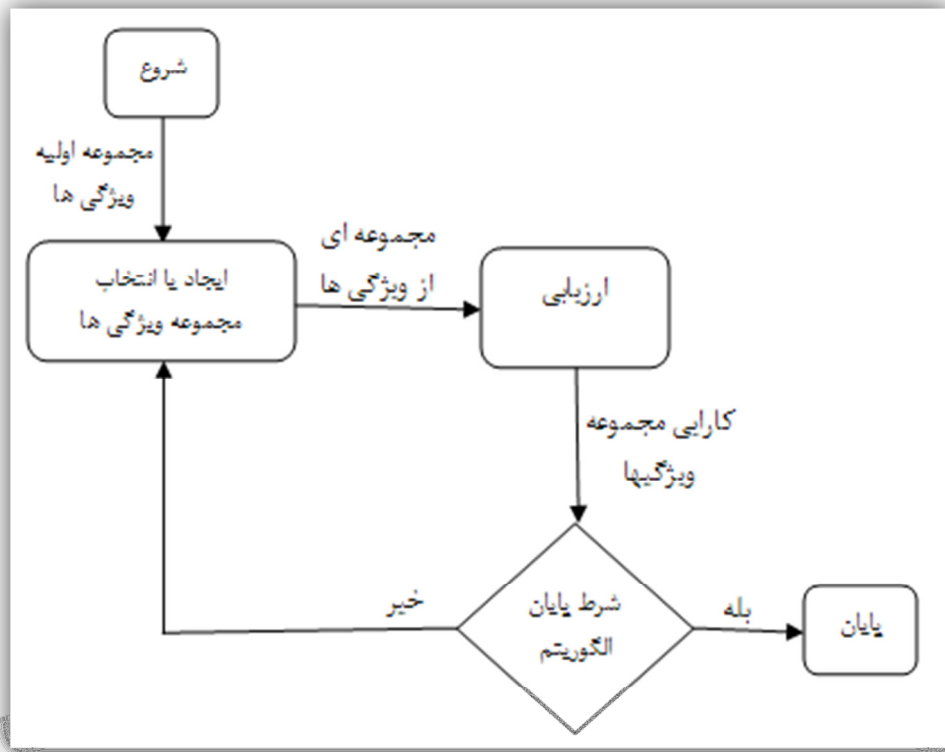 شروع
مجموعه اولیه
ویژگی ها
ایجاد یا انتخاب
مجموعه ویژگی ها
مجموعه ای
از ویژگی ها
ارزیابی
کارایی مجموعه
ویژگیها
شرط پایان
الگوریتم
خیر
بله
پایان